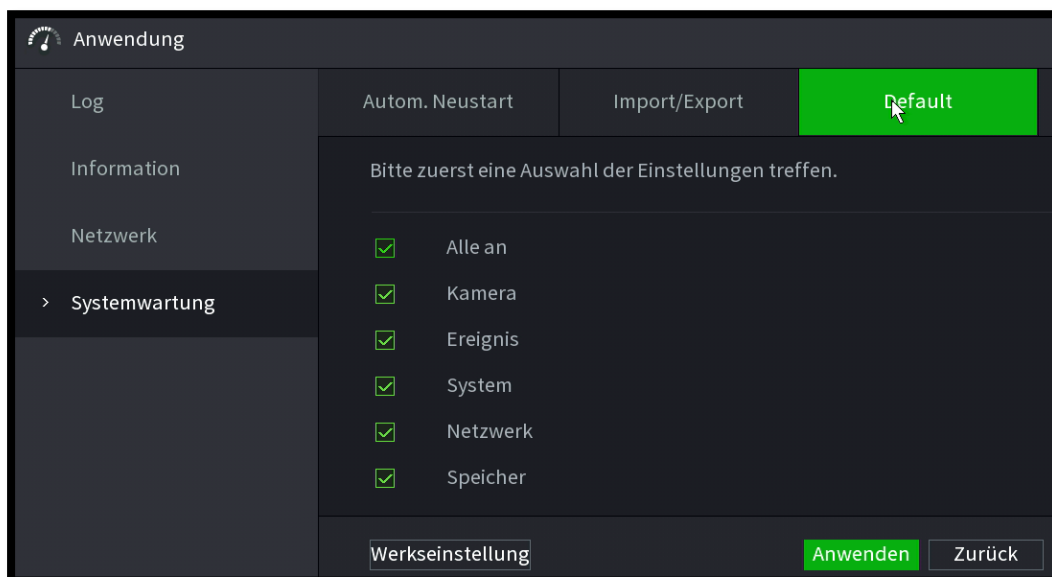 Anwendung
Log
Information
Netzwerk
Systemwartung
Autom. Neustart
Import/Export
Default
Bitte zuerst eine Auswahl der Einstellungen treffen.
Alle an
Kamera
Ereignis
System
Netzwerk
Speicher
Werkseinstellung
Anwenden
Zurück